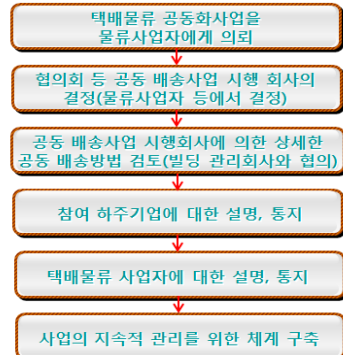 택배물류 공동화사업을
물류사업자에게 의뢰
협의회 등 공동 배송사업 시행 회사의
결정(물류사업자 등에서 결정)
공동 배송사업 시행회사에 의한 상세한
공동 배송방법 검토(빌딩 관리회사와 협의)
참여 하주기업에 대한 설명, 통지
택배물류 사업자에 대한 설명, 통지
사업의 지속적 관리를 위한 체계 구축